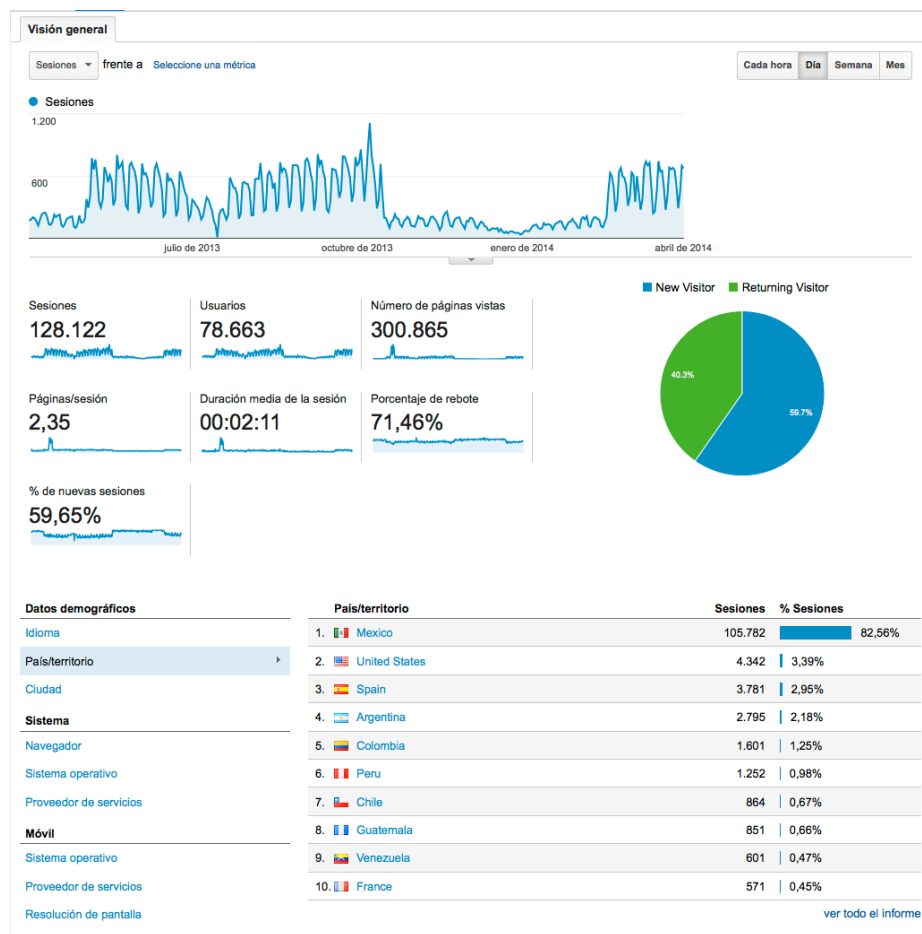 Visión general
Sesiones frente a Seleccione una métrica
Cada hora Día Semana Mes
Sesiones
1.200
600
julio de 2013 octubre de 2013 enero de 2014 abril de 2014
New Visitor Returning Visitor
Sesiones
128.122
Usuarios
78.663
Número de páginas vistas
300.865
40.3%
59.7%
Páginas/sesión
2,35
Duración media de la sesión
00:02:11
Porcentaje de rebote
71,46%
% de nuevas sesiones
59,65%
Datos demográficos
Idioma
País/territorio
Ciudad
Sistema
Navegador
Sistema operativo
Proveedor de servicios
Móvil
Sistema operativo
Proveedor de servicios
Resolución de pantalla
País/territorio Sesiones % Sesiones
1. Mexico 105.782 82,56%
2. United States 4.342 3,39%
3. Spain 3.781 2,95%
4. Argentina 2.795 2,18%
5. Colombia 1.601 1,25%
6. Peru 1.252 0,98%
7. Chile 864 0,67%
8. Guatemala 851 0,66%
9. Venezuela 601 0,47%
10. France 571 0,45%
ver todo el informe